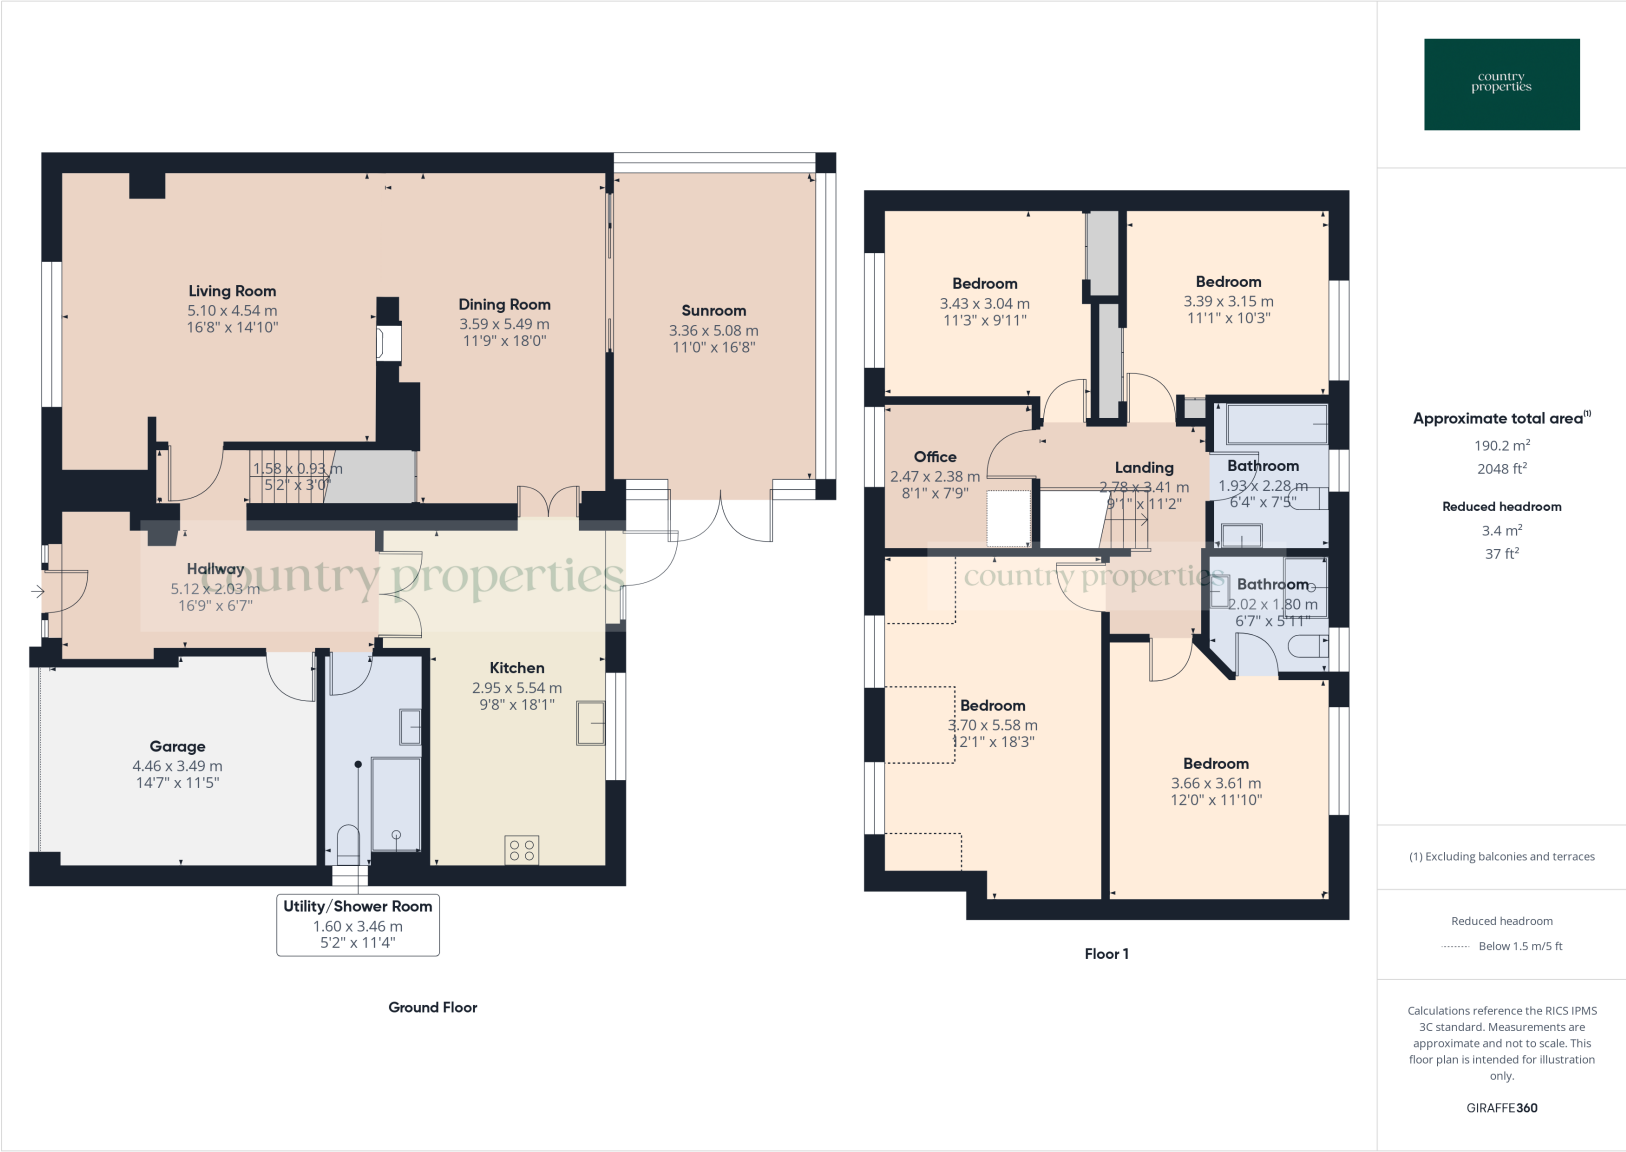 Living Room
5.10 x 4.54 m
16'8" x 14'10"
Dining Room
3.59 x 5.49 m
11'9" x 18'0"
Sunroom
3.36 x 5.08 m
11'0" x 16'8"
1.58 x 0.93 m
5'2" x 3'0"
Hallway
5.12 x 2.03 m
16'9" x 6'7"
country properties
Kitchen
2.95 x 5.54 m
9'8" x 18'1"
Garage
4.46 x 3.49 m
14'7" x 11'5"
Utility/Shower Room
1.60 x 3.46 m
5'2" x 11'4"
Ground Floor
Bedroom
3.43 x 3.04 m
11'3" x 9'11"
Bedroom
3.39 x 3.15 m
11'1" x 10'3"
Office
2.47 x 2.38 m
8'1" x 7'9"
Landing
2.78 x 3.41 m
9'1" x 11'2"
Bathroom
1.93 x 2.28 m
6'4" x 7'5"
country properties
Bathroom
2.02 x 1.80 m
6'7" x 5'11"
Bedroom
3.70 x 5.58 m
12'1" x 18'3"
Bedroom
3.66 x 3.61 m
12'0" x 11'10"
Floor 1
country
properties
Approximate total area(1)
190.2 m²
2048 ft²
Reduced headroom
3.4 m²
37 ft²
(1) Excluding balconies and terraces
Reduced headroom
Below 1.5 m/5 ft
Calculations reference the RICS IPMS
3C standard. Measurements are
approximate and not to scale. This
floor plan is intended for illustration
only.
GIRAFFE360